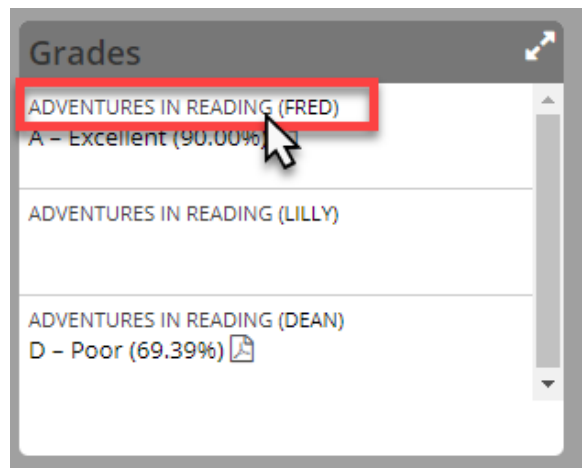 Grades
ADVENTURES IN READING (FRED)
A – Excellent (90.00%)
ADVENTURES IN READING (LILLY)
ADVENTURES IN READING (DEAN)
D – Poor (69.39%)